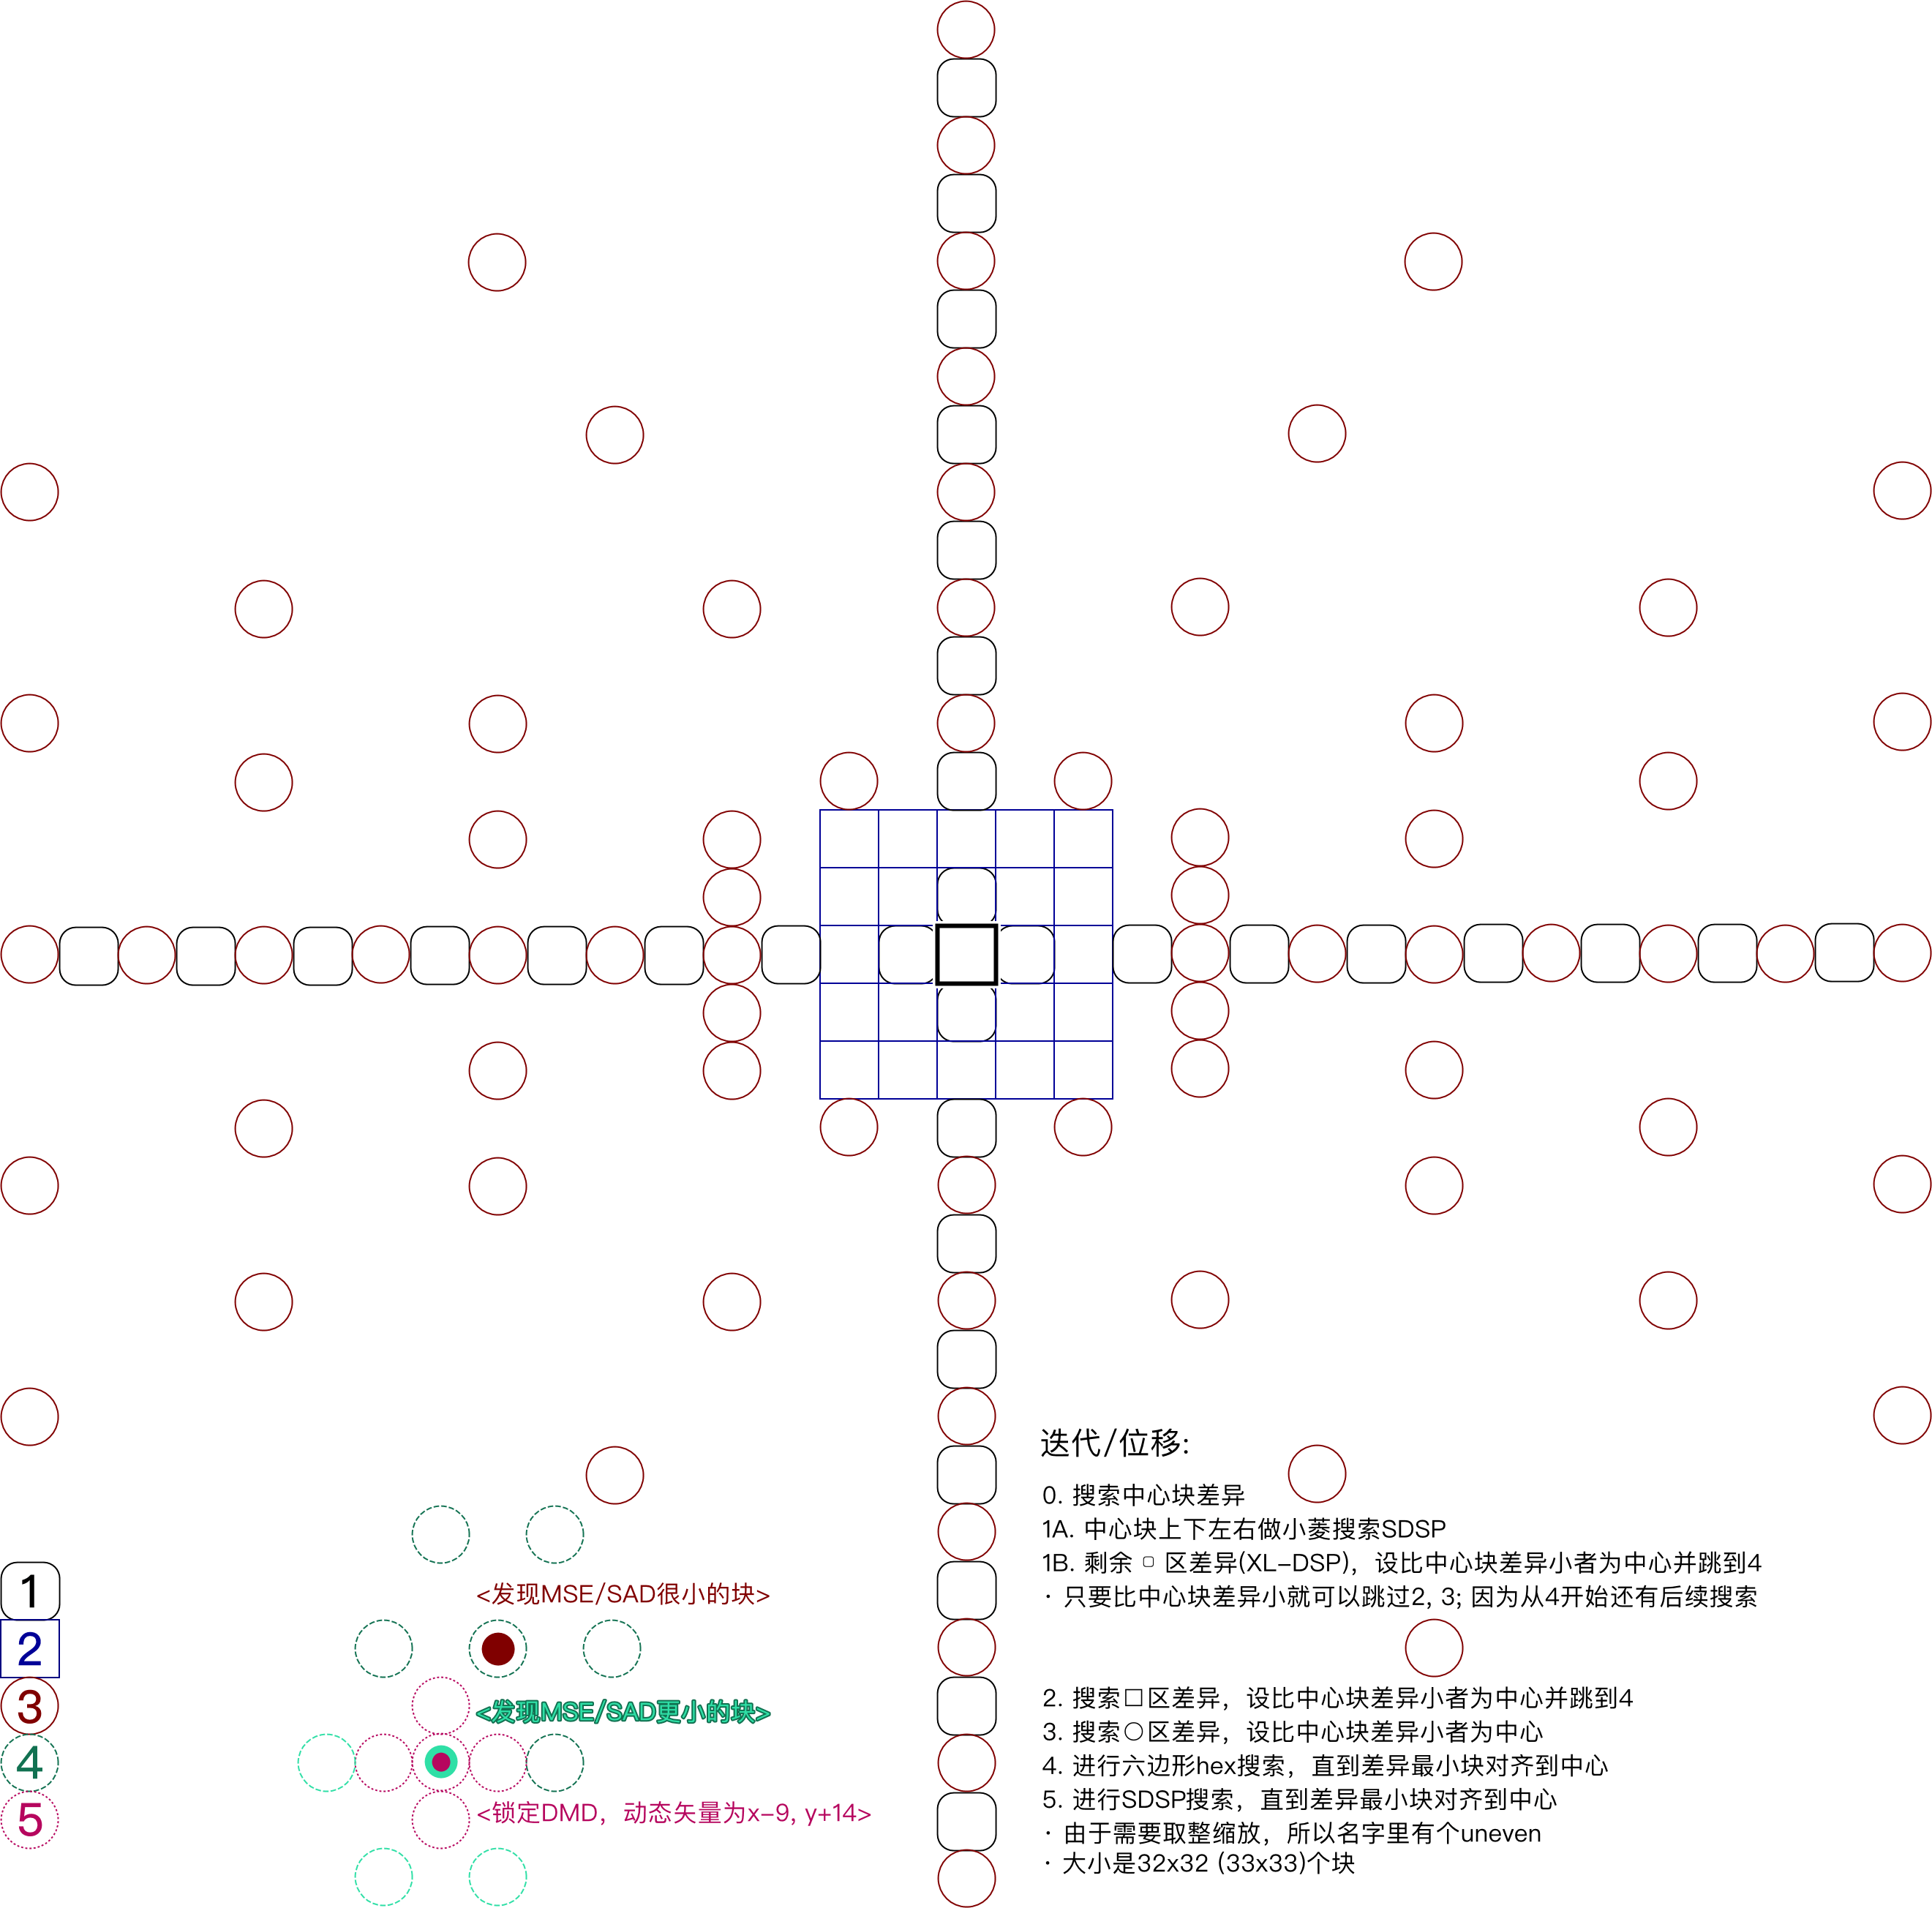 迭代/位移:
0. 搜索中心块差异
1A. 中心块上下左右做小菱搜索SDSP
1B. 剩余 ▢ 区差异(XL-DSP)，设比中心块差异小者为中心并跳到4
· 只要比中心块差异小就可以跳过2, 3; 因为从4开始还有后续搜索
2. 搜索□区差异，设比中心块差异小者为中心并跳到4
3. 搜索○区差异，设比中心块差异小者为中心
4. 进行六边形hex搜索，直到差异最小块对齐到中心
5. 进行SDSP搜索，直到差异最小块对齐到中心
· 由于需要取整缩放，所以名字里有个uneven
· 大小是32x32 (33x33)个块
1
2
3
4
5
<发现MSE/SAD很小的块>
<发现MSE/SAD更小的块>
<锁定DMD，动态矢量为x-9, y+14>